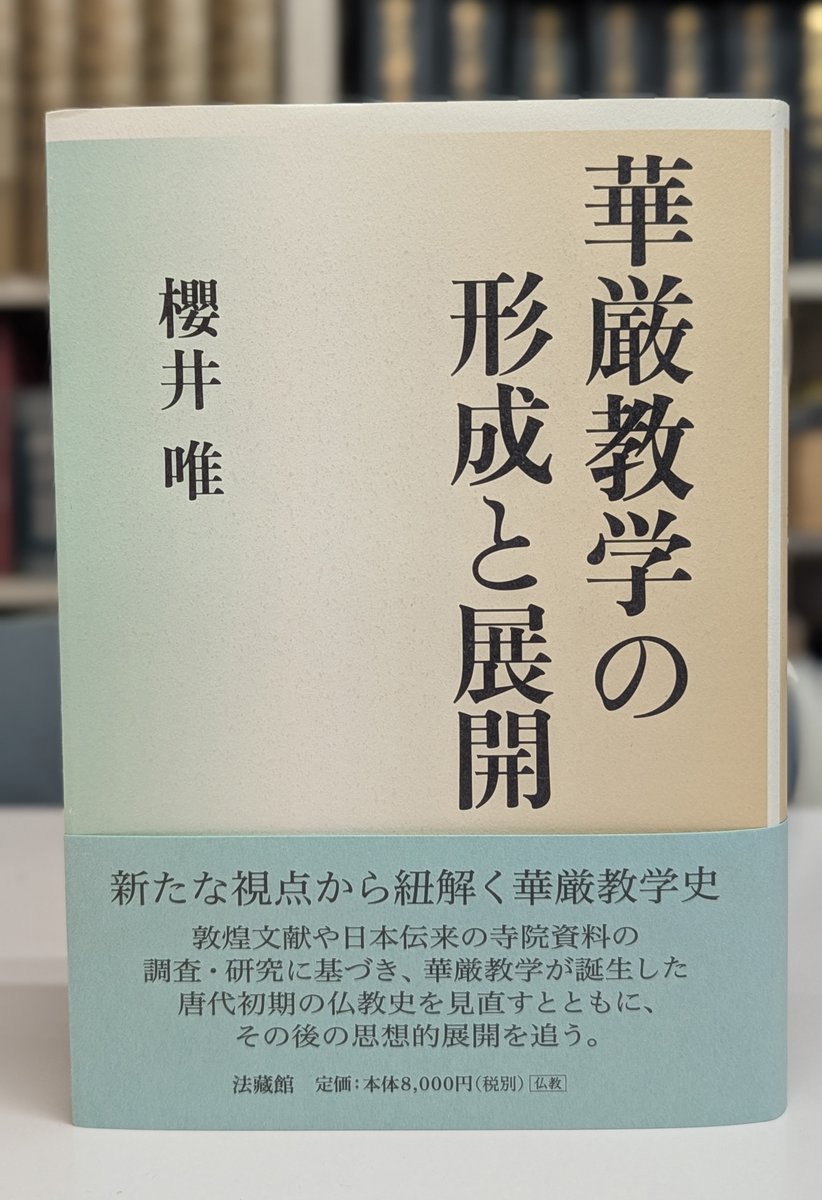 華厳教学の
形成と展開
櫻井 唯
新たな視点から紐解く華厳教学史
敦煌文献や日本伝来の寺院資料の
調査・研究に基づき、華厳教学が誕生した
唐代初期の仏教史を見直すとともに、
その後の思想的展開を追う。
法藏館 定価:本体8,000円(税別) 仏教